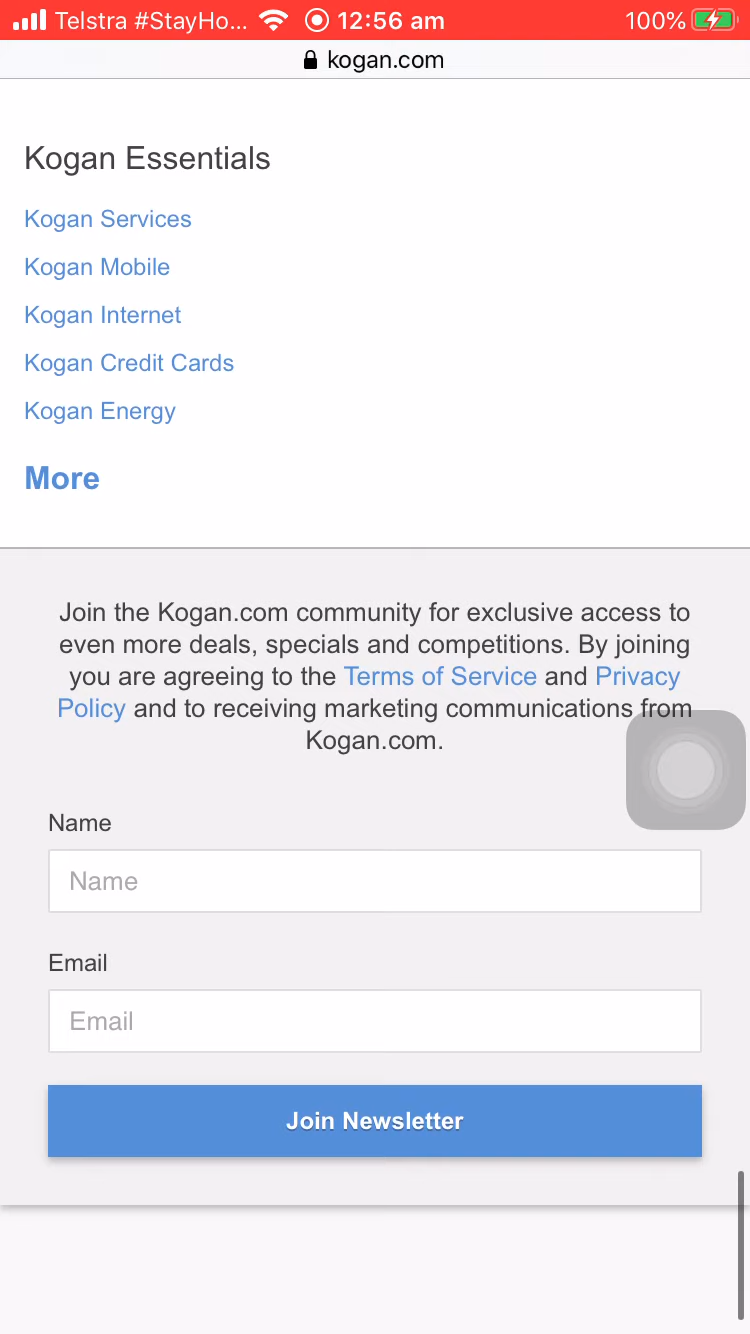 Telstra #StayHo... 12:56 am 100%
kogan.com
Kogan Essentials
Kogan Services
Kogan Mobile
Kogan Internet
Kogan Credit Cards
Kogan Energy
More
Join the Kogan.com community for exclusive access to
even more deals, specials and competitions. By joining
you are agreeing to the Terms of Service and Privacy
Policy and to receiving marketing communications from
Kogan.com.
Name
Name
Email
Email
Join Newsletter